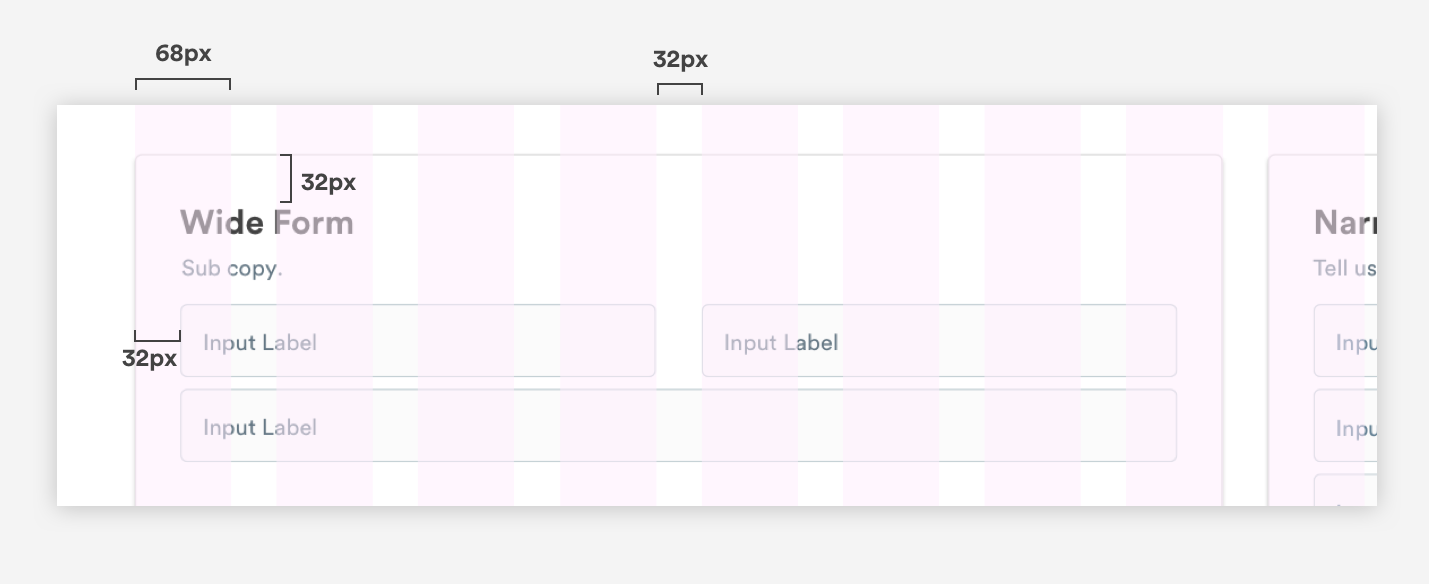 68px
32px
32px
Wide Form
Sub copy.
Input Label
Input Label
32px
Input Label
Narr
Tell us
Inpu
Inpu